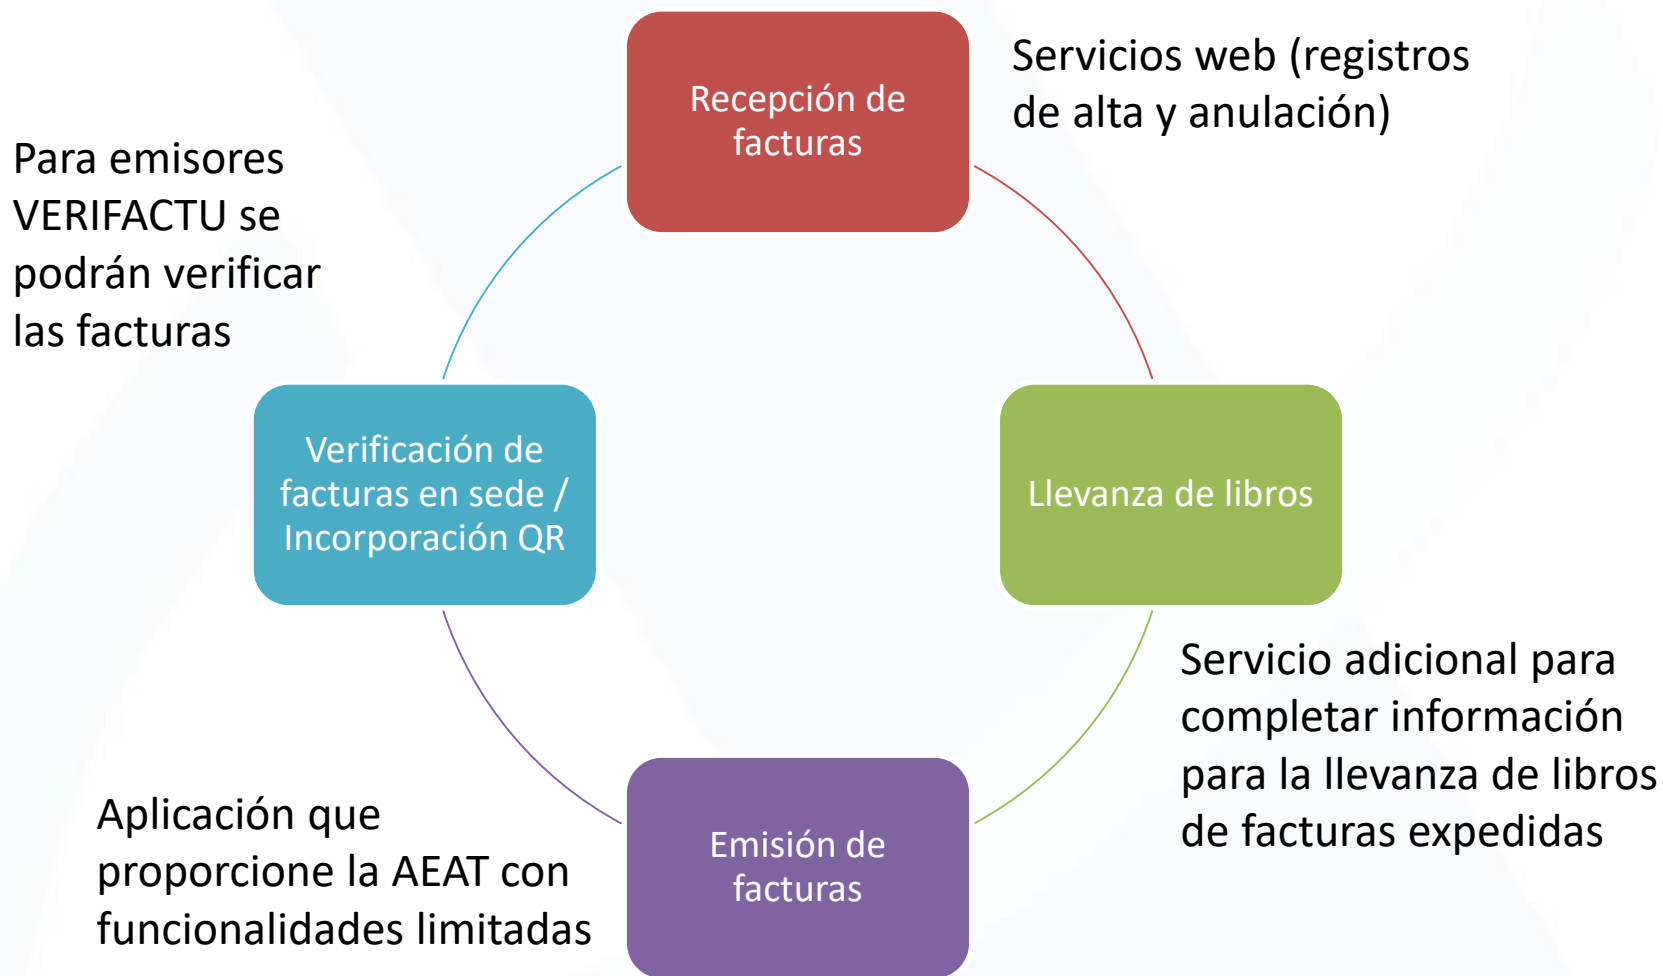 Recepción de
facturas
Servicios web (registros
de alta y anulación)
Para emisores
VERIFACTU se
podrán verificar
las facturas
Verificación de
facturas en sede /
Incorporación QR
Llevanza de libros
Servicio adicional para
completar información
para la llevanza de libros
de facturas expedidas
Aplicación que
proporcione la AEAT con
funcionalidades limitadas
Emisión de
facturas